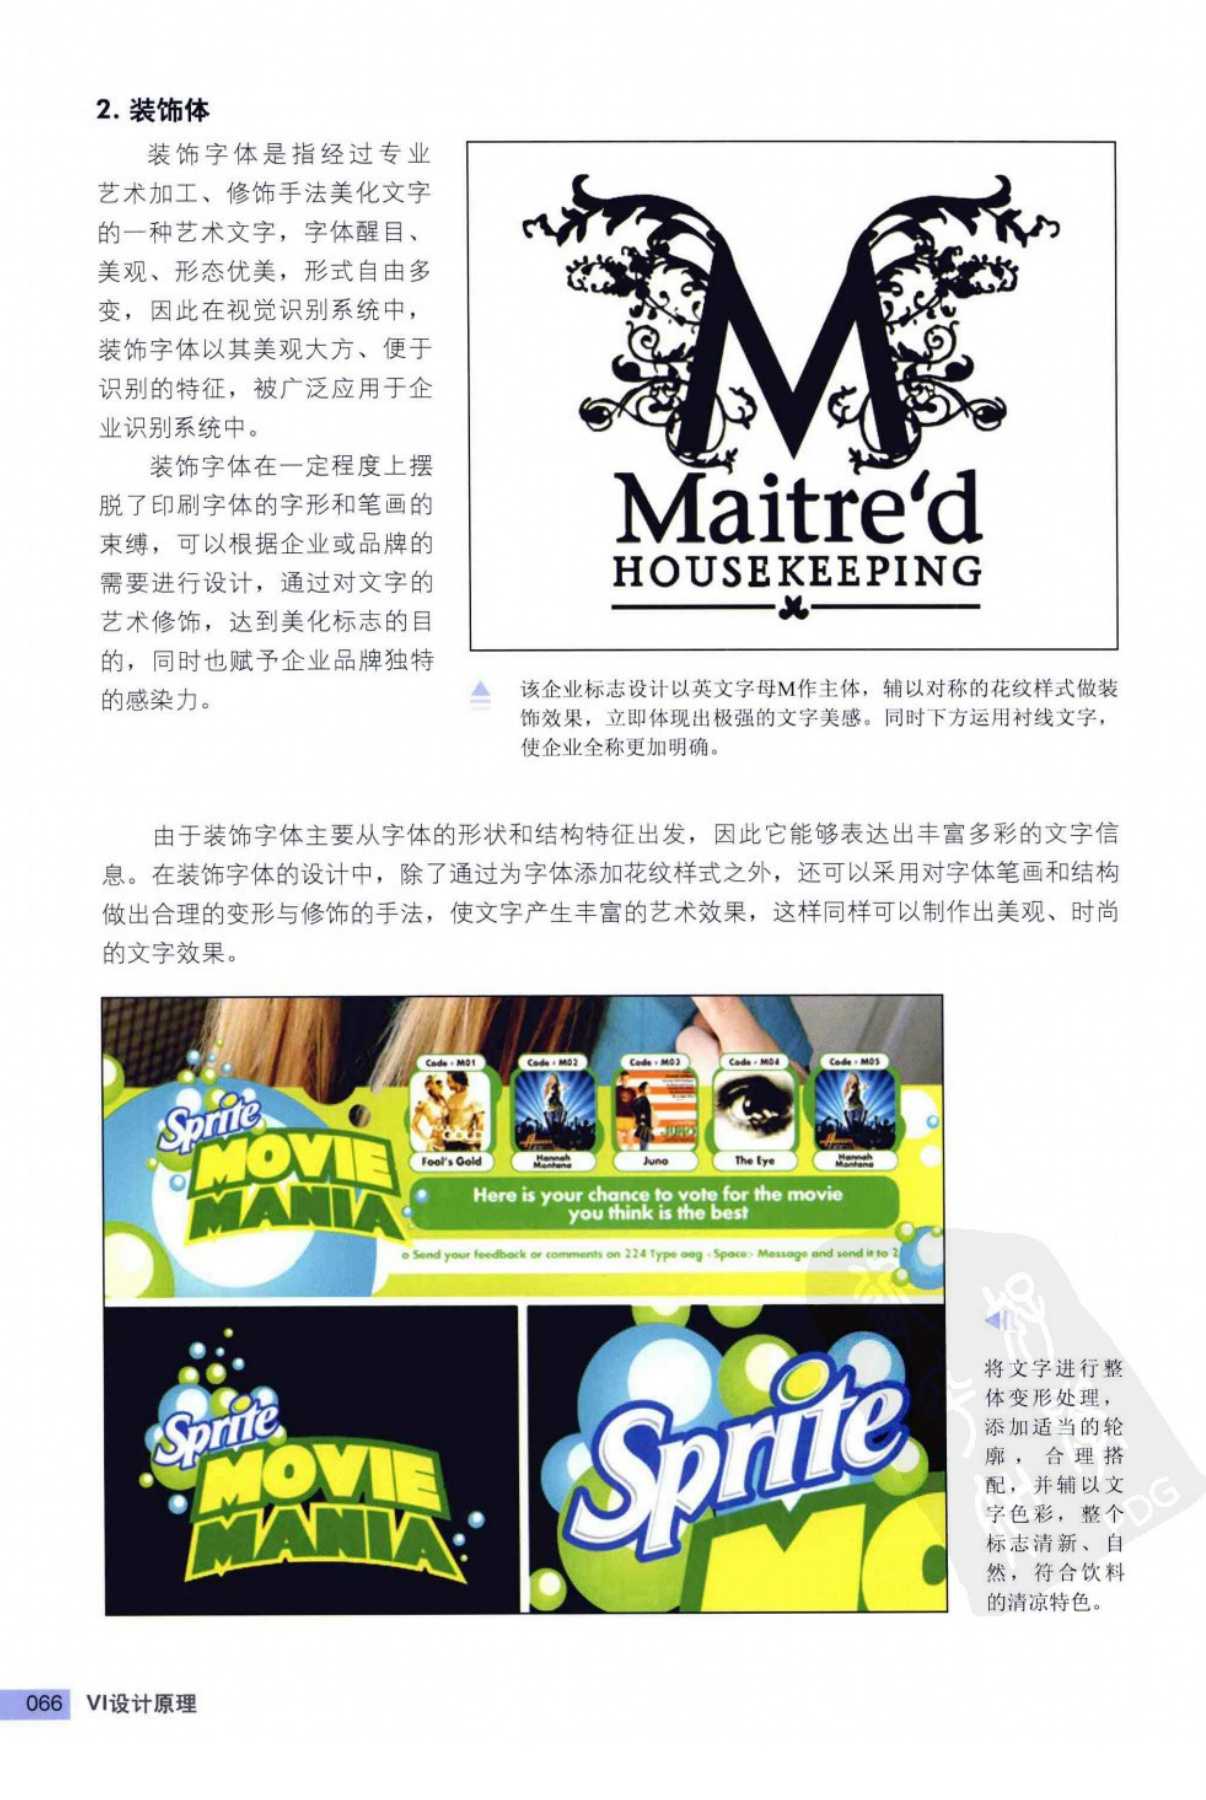 2. 装饰体
装饰字体是指经过专业
艺术加工、修饰手法美化文字
的一种艺术文字，字体醒目、
美观、形态优美，形式自由多
变，因此在视觉识别系统中，
装饰字体以其美观大方、便于
识别的特征，被广泛应用于企
业识别系统中。
装饰字体在一定程度上摆
脱了印刷字体的字形和笔画的
束缚，可以根据企业或品牌的
需要进行设计，通过对文字的
艺术修饰，达到美化标志的目
的，同时也赋予企业品牌独特
的感染力。
M
Maitre‘d
HOUSEKEEPING
该企业标志设计以英文字母M作主体，辅以对称的花纹样式做装
饰效果，立即体现出极强的文字美感。同时下方运用衬线文字，
使企业全称更加明确。
由于装饰字体主要从字体的形状和结构特征出发，因此它能够表达出丰富多彩的文字信
息。在装饰字体的设计中，除了通过为字体添加花纹样式之外，还可以采用对字体笔画和结构
做出合理的变形与修饰的手法，使文字产生丰富的艺术效果，这样同样可以制作出美观、时尚
的文字效果。
Code : M01
Code : M02
Code : M03
Code : M04
Code : M05
Fool's Gold
Hannah
Montana
Juno
The Eye
Hannah
Montana
Sprite
MOVIE
MANIA
Here is your chance to vote for the movie
you think is the best
o Send your feedback or comments on 224 Type aag <Space> Message and send it to 2
Sprite
MOVIE
MANIA
Sprite
MO
将文字进行整
体变形处理，
添加适当的轮
廓，合理搭
配，并辅以文
字色彩，整个
标志清新、自
然，符合饮料
的清凉特色。
066 VI设计原理